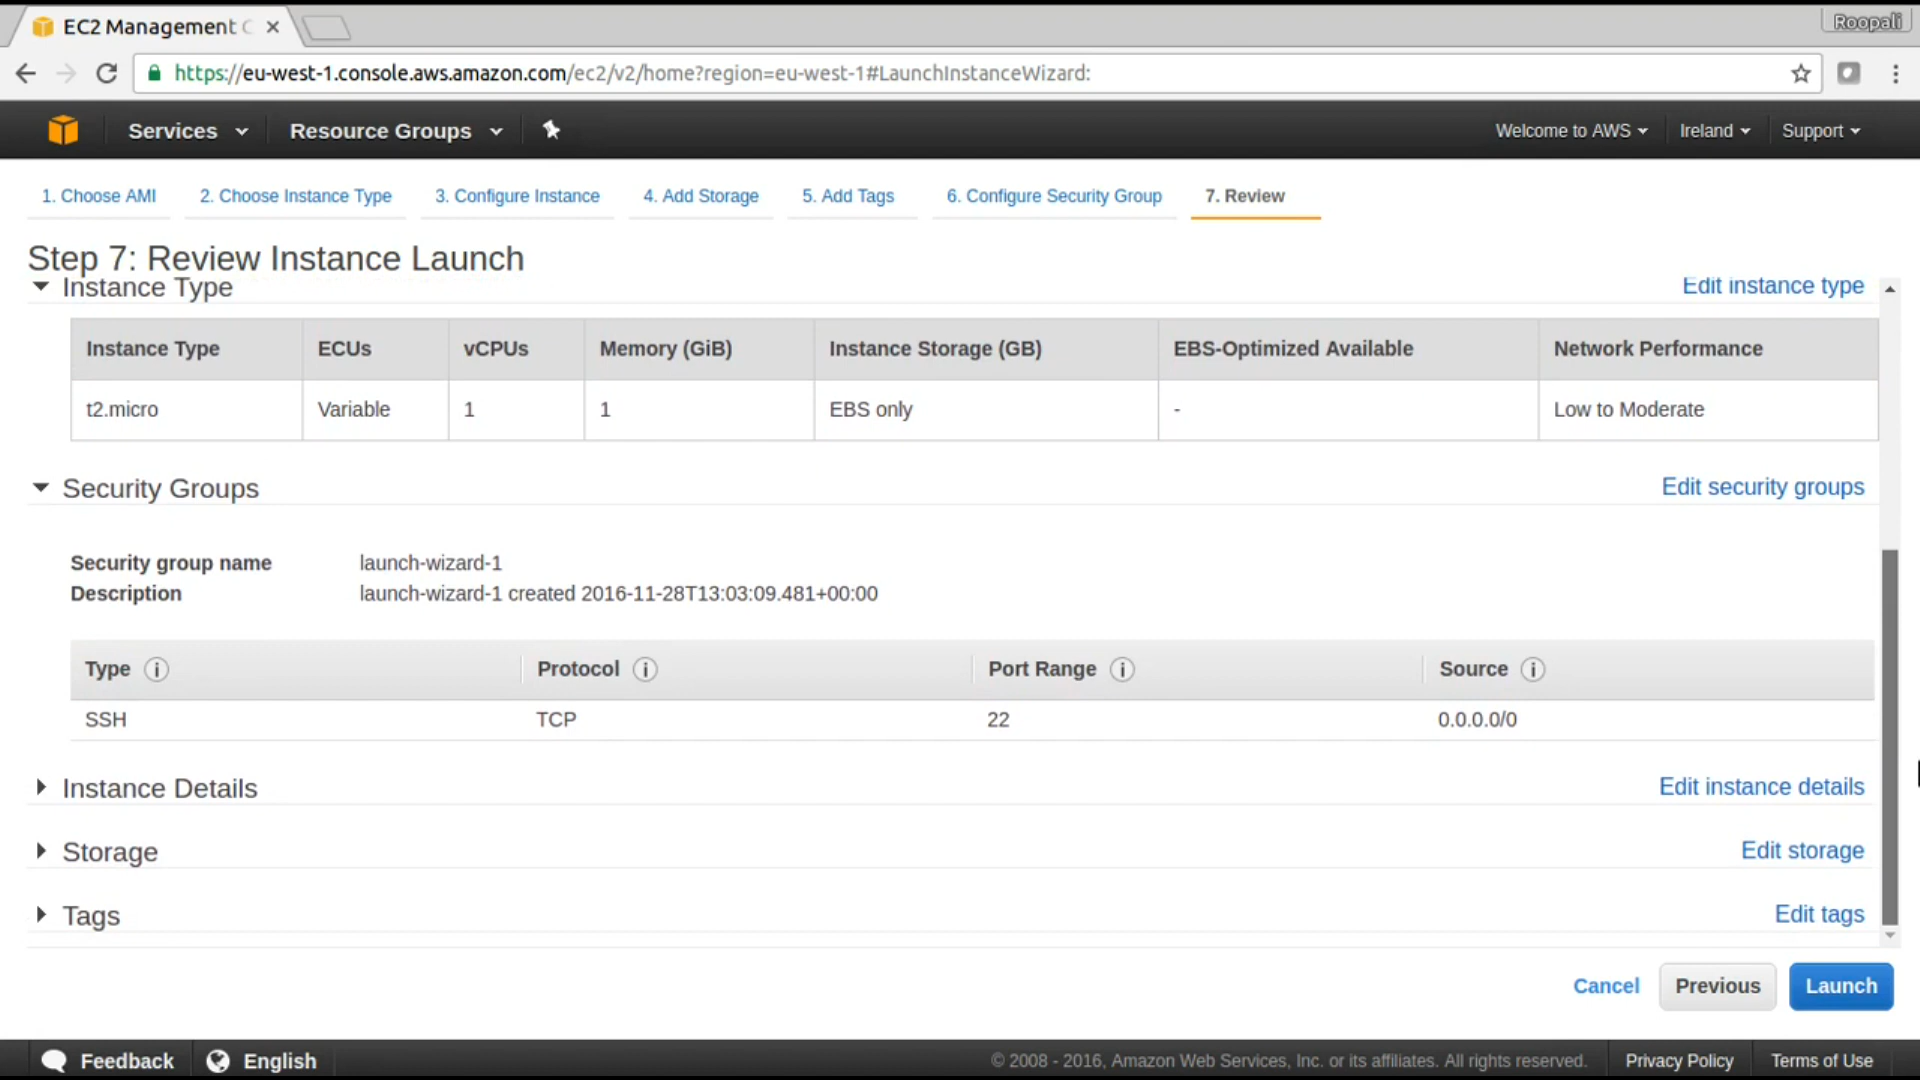 EC2 Management C
Roopali
https://eu-west-1.console.aws.amazon.com/ec2/v2/home?region=eu-west-1#LaunchInstanceWizard:
Services Resource Groups Welcome to AWS Ireland Support
1. Choose AMI 2. Choose Instance Type 3. Configure Instance 4. Add Storage 5. Add Tags 6. Configure Security Group 7. Review
Step 7: Review Instance Launch
Instance Type Edit instance type
Instance Type ECUs vCPUs Memory (GiB) Instance Storage (GB) EBS-Optimized Available Network Performance
t2.micro Variable 1 1 EBS only - Low to Moderate
Security Groups Edit security groups
Security group name launch-wizard-1
Description launch-wizard-1 created 2016-11-28T13:03:09.481+00:00
Type i Protocol i Port Range i Source i
SSH TCP 22 0.0.0.0/0
Instance Details Edit instance details
Storage Edit storage
Tags Edit tags
Cancel Previous Launch
Feedback English © 2008 - 2016, Amazon Web Services, Inc. or its affiliates. All rights reserved. Privacy Policy Terms of Use